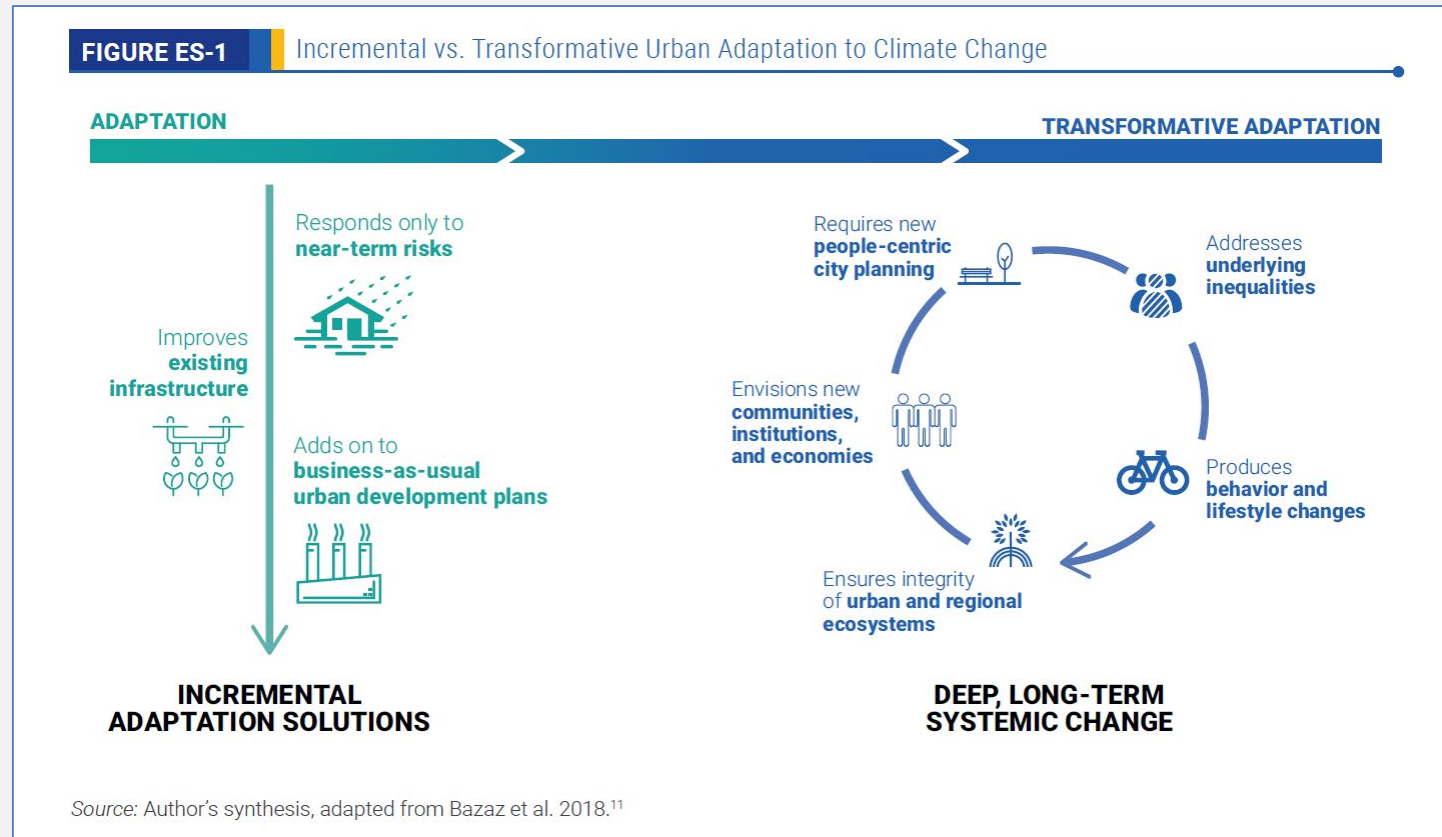 FIGURE ES-1
Incremental vs. Transformative Urban Adaptation to Climate Change
ADAPTATION
TRANSFORMATIVE ADAPTATION
Responds only to
near-term risks
Improves
existing
infrastructure
Adds on to
business-as-usual
urban development plans
INCREMENTAL
ADAPTATION SOLUTIONS
Requires new
people-centric
city planning
Addresses
underlying
inequalities
Envisions new
communities,
institutions,
and economies
Produces
behavior and
lifestyle changes
Ensures integrity
of urban and regional
ecosystems
DEEP, LONG-TERM
SYSTEMIC CHANGE
Source: Author’s synthesis, adapted from Bazaz et al. 2018.¹¹